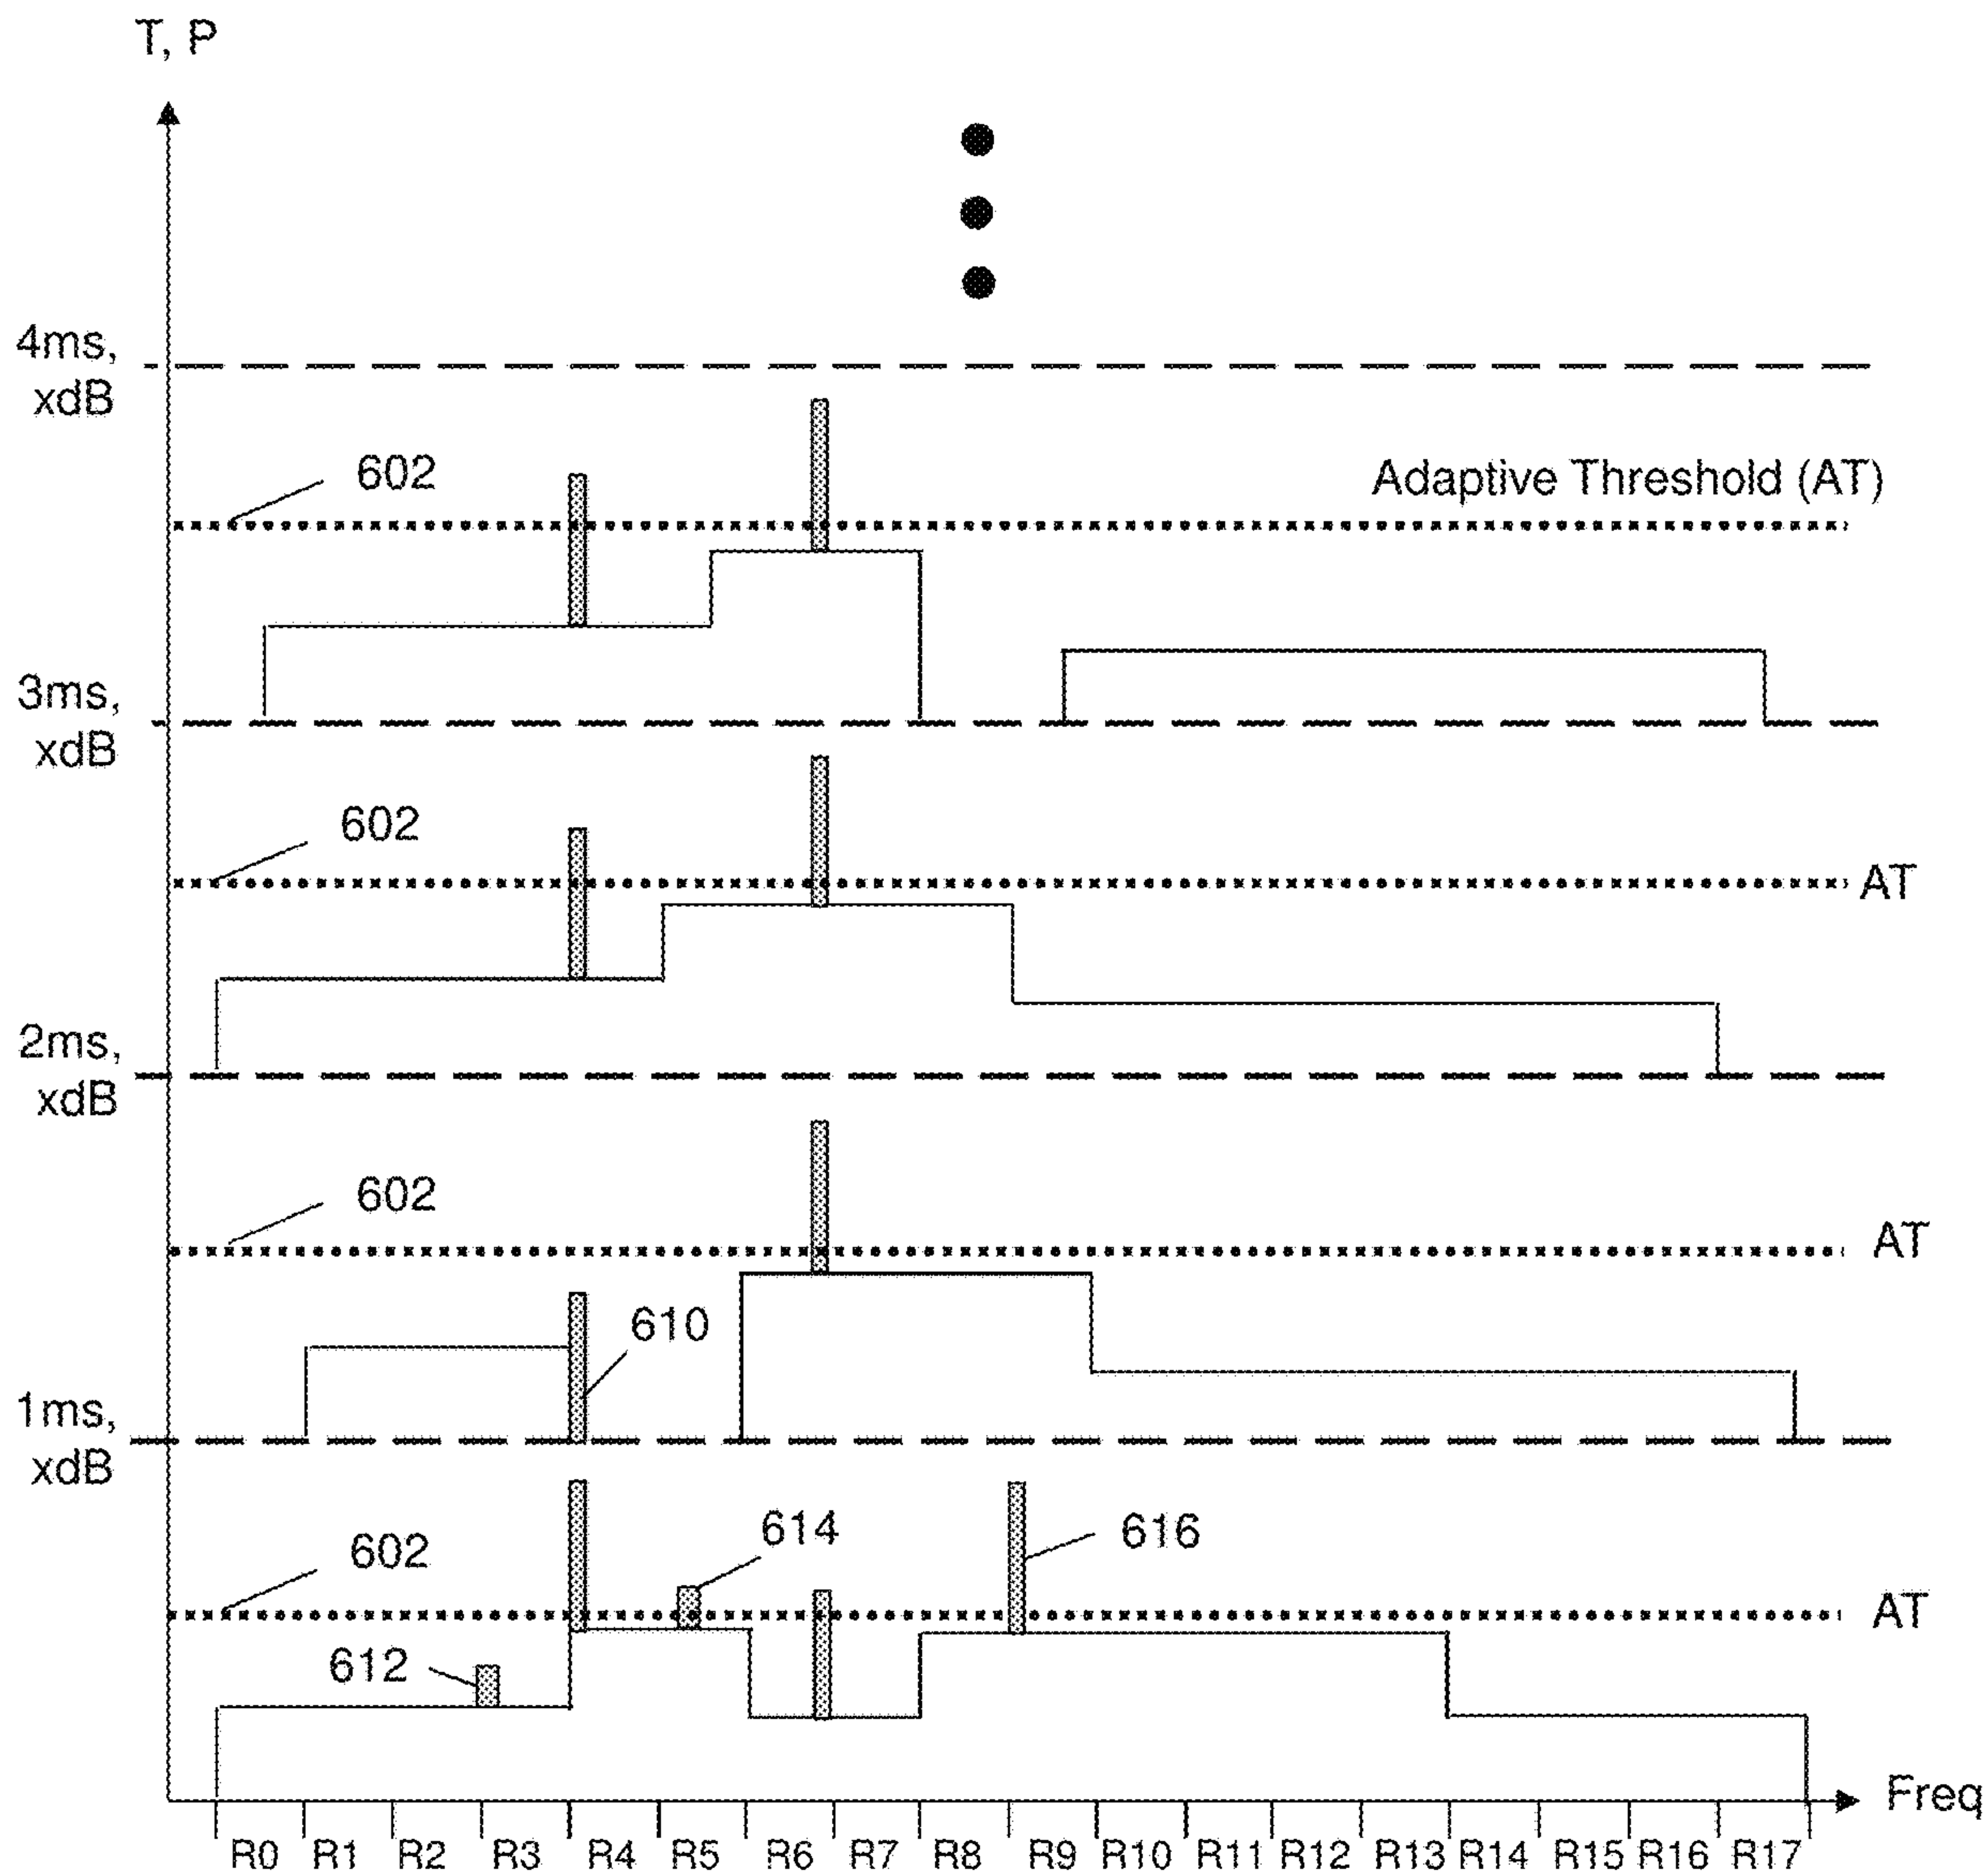 T, P
4ms,
xdB
602
Adaptive Threshold (AT)
3ms,
xdB
602
AT
2ms,
xdB
602
AT
610
1ms,
xdB
602
614
616
AT
612
Freq
R0 R1 R2 R3 R4 R5 R6 R7 R8 R9 R10 R11 R12 R13 R14 R15 R16 R17